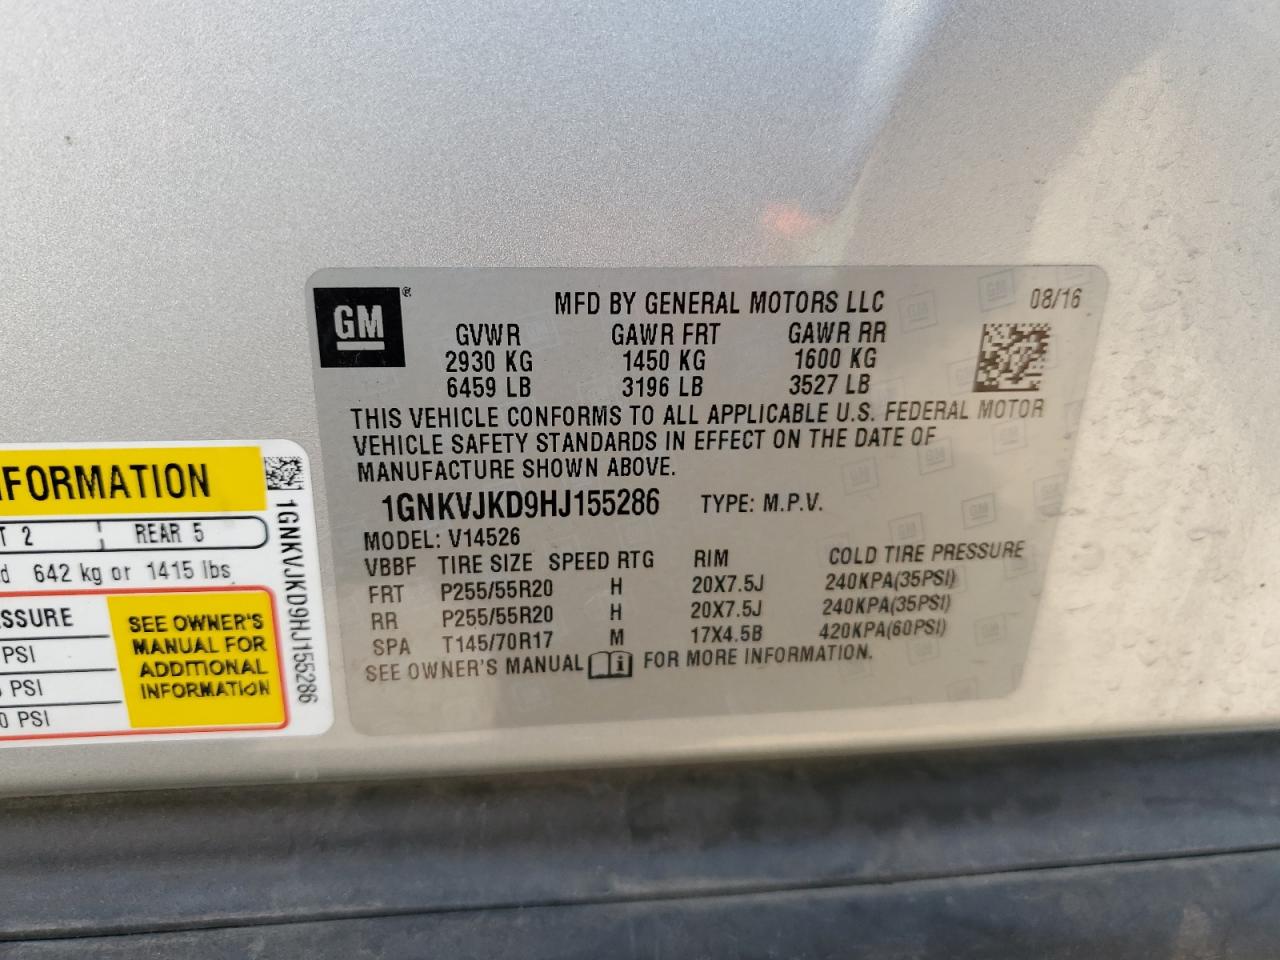 GM®
MFD BY GENERAL MOTORS LLC 08/16
GVWR GAWR FRT GAWR RR
2930 KG 1450 KG 1600 KG
6459 LB 3196 LB 3527 LB
THIS VEHICLE CONFORMS TO ALL APPLICABLE U.S. FEDERAL MOTOR
VEHICLE SAFETY STANDARDS IN EFFECT ON THE DATE OF
MANUFACTURE SHOWN ABOVE.
1GNKVJKD9HJ155286 TYPE: M.P.V.
MODEL: V14526
VBBF TIRE SIZE SPEED RTG RIM COLD TIRE PRESSURE
FRT P255/55R20 H 20X7.5J 240KPA(35PSI)
RR P255/55R20 H 20X7.5J 240KPA(35PSI)
SPA T145/70R17 M 17X4.5B 420KPA(60PSI)
SEE OWNER'S MANUAL FOR MORE INFORMATION.
FORMATION
2 REAR 5
642 kg or 1415 lbs
SSURE
PSI
PSI
0 PSI
SEE OWNER'S
MANUAL FOR
ADDITIONAL
INFORMATION
1GNKVJKD9HJ155286